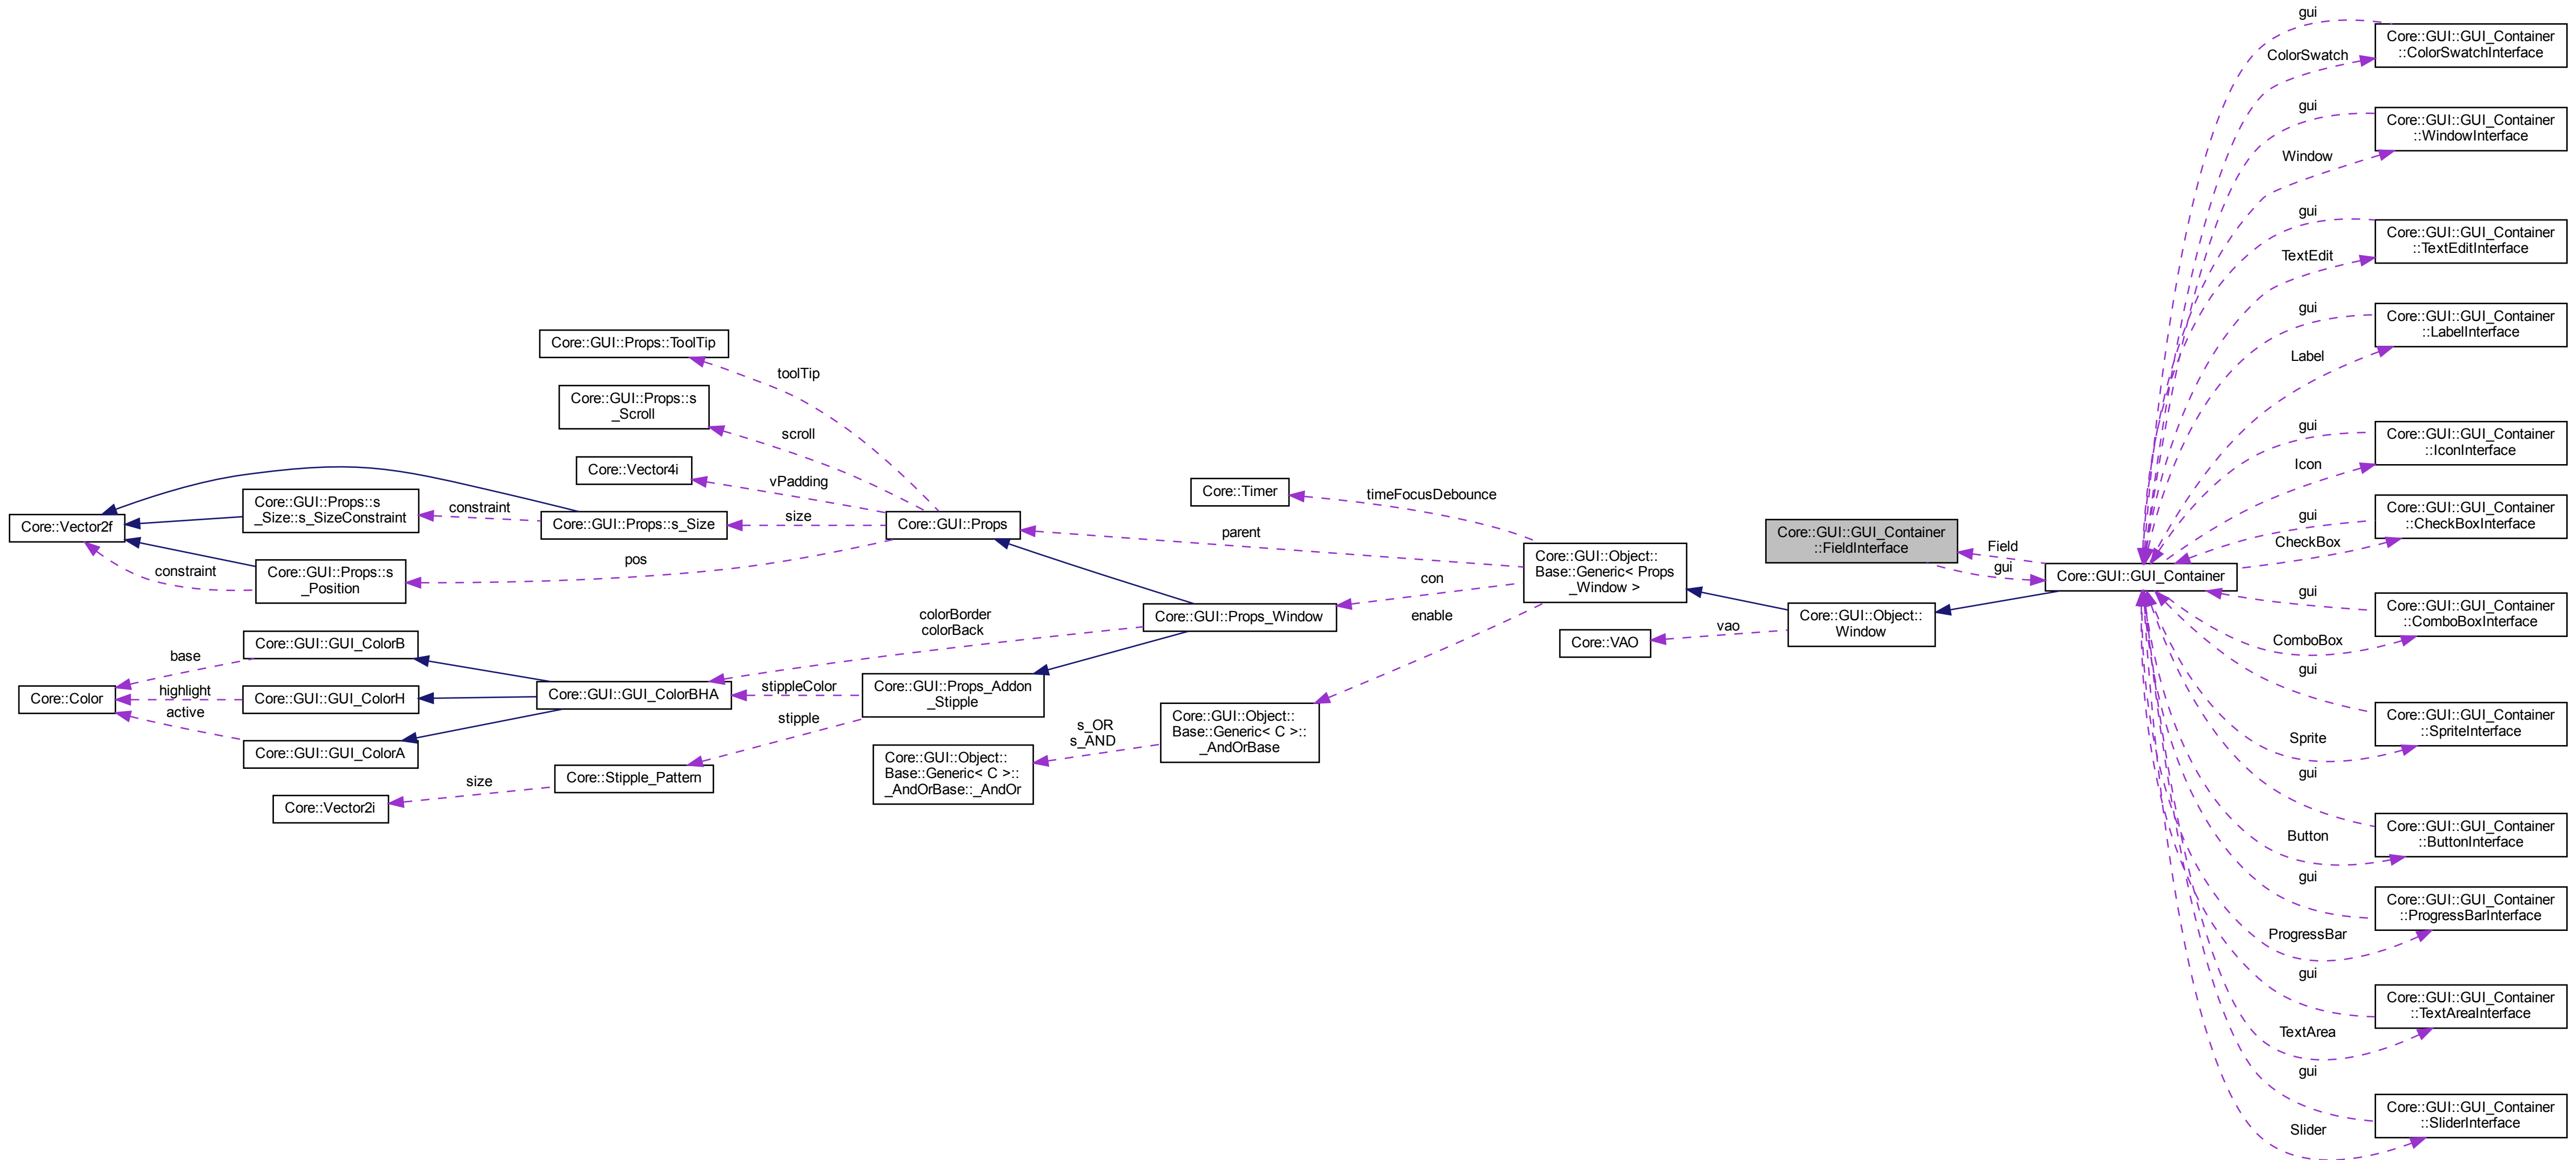 Core::Vector2f
Core::Color
Core::GUI::Props::s
_Size::s_SizeConstraint
Core::GUI::Props::s
_Position
constraint
Core::GUI::GUI_ColorB
Core::GUI::GUI_ColorH
Core::GUI::GUI_ColorA
base
highlight
active
Core::Vector2i
Core::GUI::Props::ToolTip
Core::GUI::Props::s
_Scroll
Core::Vector4i
Core::GUI::Props::s_Size
constraint
Core::GUI::GUI_ColorBHA
Core::Stipple_Pattern
size
toolTip
scroll
vPadding
size
pos
Core::GUI::Props
colorBorder
colorBack
stippleColor
stipple
Core::GUI::Props_Addon
_Stipple
Core::GUI::Object::
Base::Generic< C >::
_AndOrBase::_AndOr
s_OR
s_AND
Core::Timer
Core::GUI::Props_Window
Core::GUI::Object::
Base::Generic< C >::
_AndOrBase
timeFocusDebounce
parent
con
enable
Core::GUI::Object::
Base::Generic< Props
_Window >
Core::VAO
vao
Core::GUI::GUI_Container
::FieldInterface
Core::GUI::Object::
Window
Field
gui
Core::GUI::GUI_Container
gui
ColorSwatch
Core::GUI::GUI_Container
::ColorSwatchInterface
gui
Window
Core::GUI::GUI_Container
::WindowInterface
gui
TextEdit
Core::GUI::GUI_Container
::TextEditInterface
gui
Label
Core::GUI::GUI_Container
::LabelInterface
gui
Icon
Core::GUI::GUI_Container
::IconInterface
gui
CheckBox
Core::GUI::GUI_Container
::CheckBoxInterface
gui
ComboBox
Core::GUI::GUI_Container
::ComboBoxInterface
gui
Sprite
Core::GUI::GUI_Container
::SpriteInterface
gui
Button
Core::GUI::GUI_Container
::ButtonInterface
gui
ProgressBar
Core::GUI::GUI_Container
::ProgressBarInterface
gui
TextArea
Core::GUI::GUI_Container
::TextAreaInterface
gui
Slider
Core::GUI::GUI_Container
::SliderInterface